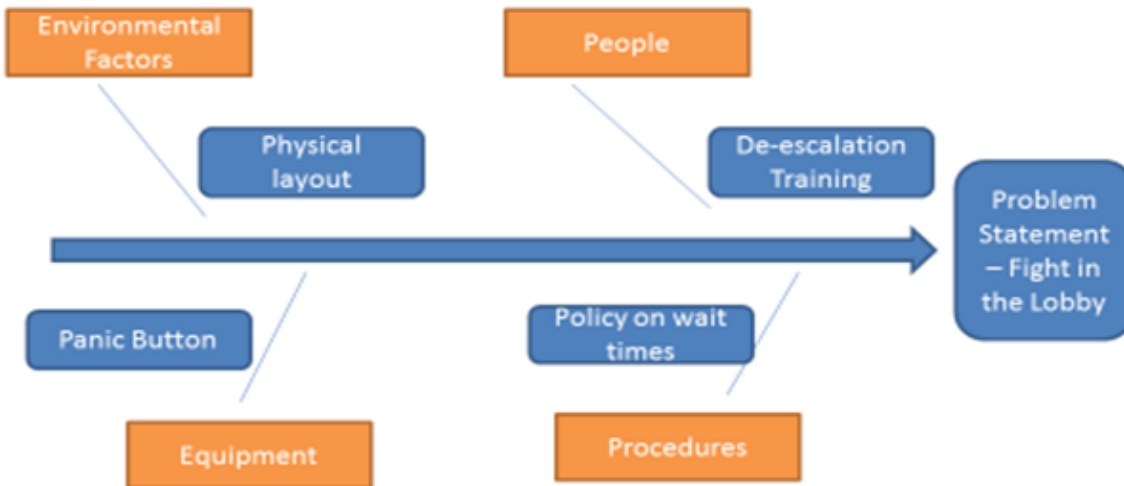 Environmental
Factors
People
Physical
layout
De-escalation
Training
Problem
Statement
– Fight in
the Lobby
Panic Button
Policy on wait
times
Equipment
Procedures